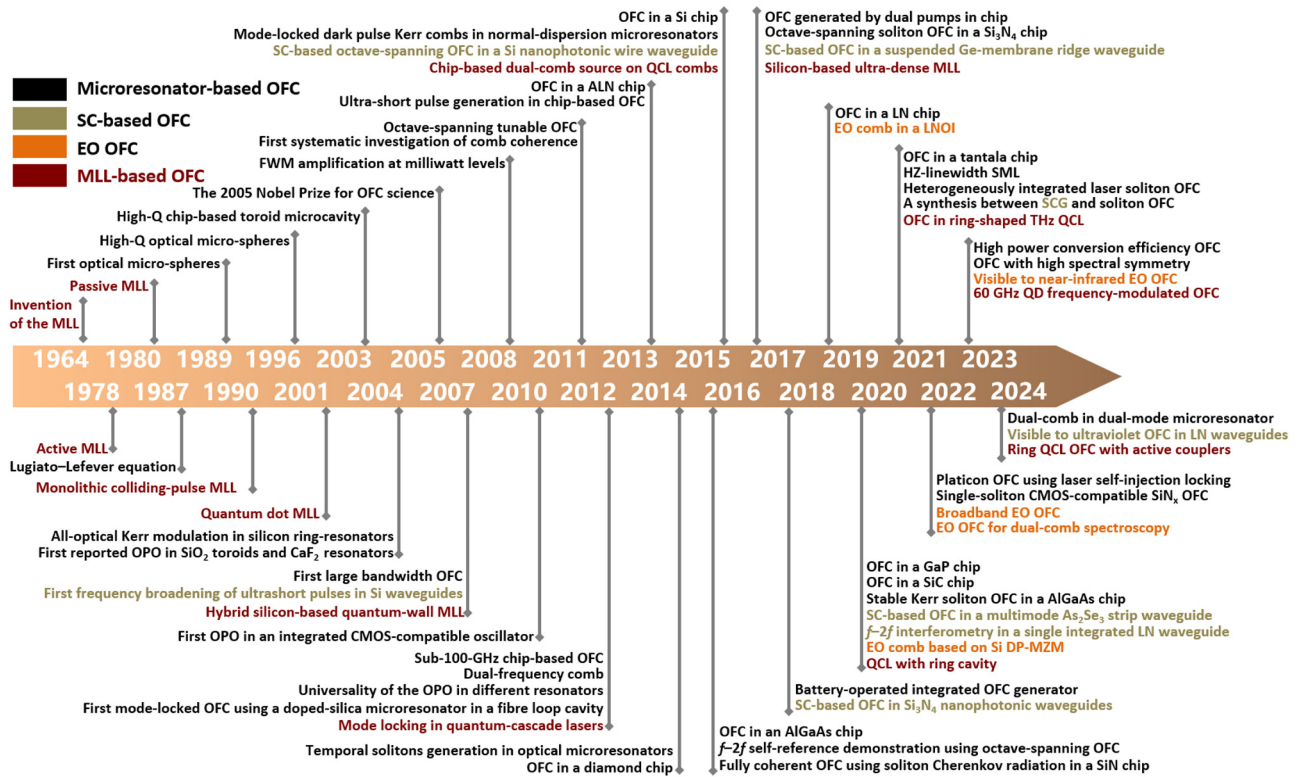 OFC in a Si chip
Mode-locked dark pulse Kerr combs in normal-dispersion microresonators
SC-based octave-spanning OFC in a Si nanophotonic wire waveguide
Chip-based dual-comb source on QCL combs
OFC generated by dual pumps in chip
Octave-spanning soliton OFC in a Si₃N₄ chip
SC-based OFC in a suspended Ge-membrane ridge waveguide
Silicon-based ultra-dense MLL
Microresonator-based OFC
SC-based OFC
EO OFC
MLL-based OFC
OFC in a ALN chip
Ultra-short pulse generation in chip-based OFC
Octave-spanning tunable OFC
First systematic investigation of comb coherence
FWM amplification at milliwatt levels
The 2005 Nobel Prize for OFC science
High-Q chip-based toroid microcavity
High-Q optical micro-spheres
First optical micro-spheres
Passive MLL
Invention
of the MLL
OFC in a LN chip
EO comb in a LNOI
OFC in a tantala chip
HZ-linewidth SML
Heterogeneously integrated laser soliton OFC
A synthesis between SCG and soliton OFC
OFC in ring-shaped THz QCL
High power conversion efficiency OFC
OFC with high spectral symmetry
Visible to near-infrared EO OFC
60 GHz QD frequency-modulated OFC
1964 1980 1989 1996 2003 2005 2008 2011 2013 2015 2017 2019 2021 2023
1978 1987 1990 2001 2004 2007 2010 2012 2014 2016 2018 2020 2022 2024
Active MLL
Lugiato–Lefever equation
Monolithic colliding-pulse MLL
Quantum dot MLL
All-optical Kerr modulation in silicon ring-resonators
First reported OPO in SiO₂ toroids and CaF₂ resonators
First large bandwidth OFC
First frequency broadening of ultrashort pulses in Si waveguides
Hybrid silicon-based quantum-wall MLL
First OPO in an integrated CMOS-compatible oscillator
Sub-100-GHz chip-based OFC
Dual-frequency comb
Universality of the OPO in different resonators
First mode-locked OFC using a doped-silica microresonator in a fibre loop cavity
Mode locking in quantum-cascade lasers
Temporal solitons generation in optical microresonators
OFC in a diamond chip
OFC in an AlGaAs chip
f–2f self-reference demonstration using octave-spanning OFC
Fully coherent OFC using soliton Cherenkov radiation in a SiN chip
Battery-operated integrated OFC generator
SC-based OFC in Si₃N₄ nanophotonic waveguides
OFC in a GaP chip
OFC in a SiC chip
Stable Kerr soliton OFC in a AlGaAs chip
SC-based OFC in a multimode As₂Se₃ strip waveguide
f–2f interferometry in a single integrated LN waveguide
EO comb based on Si DP-MZM
QCL with ring cavity
Platicon OFC using laser self-injection locking
Single-soliton CMOS-compatible SiNₓ OFC
Broadband EO OFC
EO OFC for dual-comb spectroscopy
Dual-comb in dual-mode microresonator
Visible to ultraviolet OFC in LN waveguides
Ring QCL OFC with active couplers